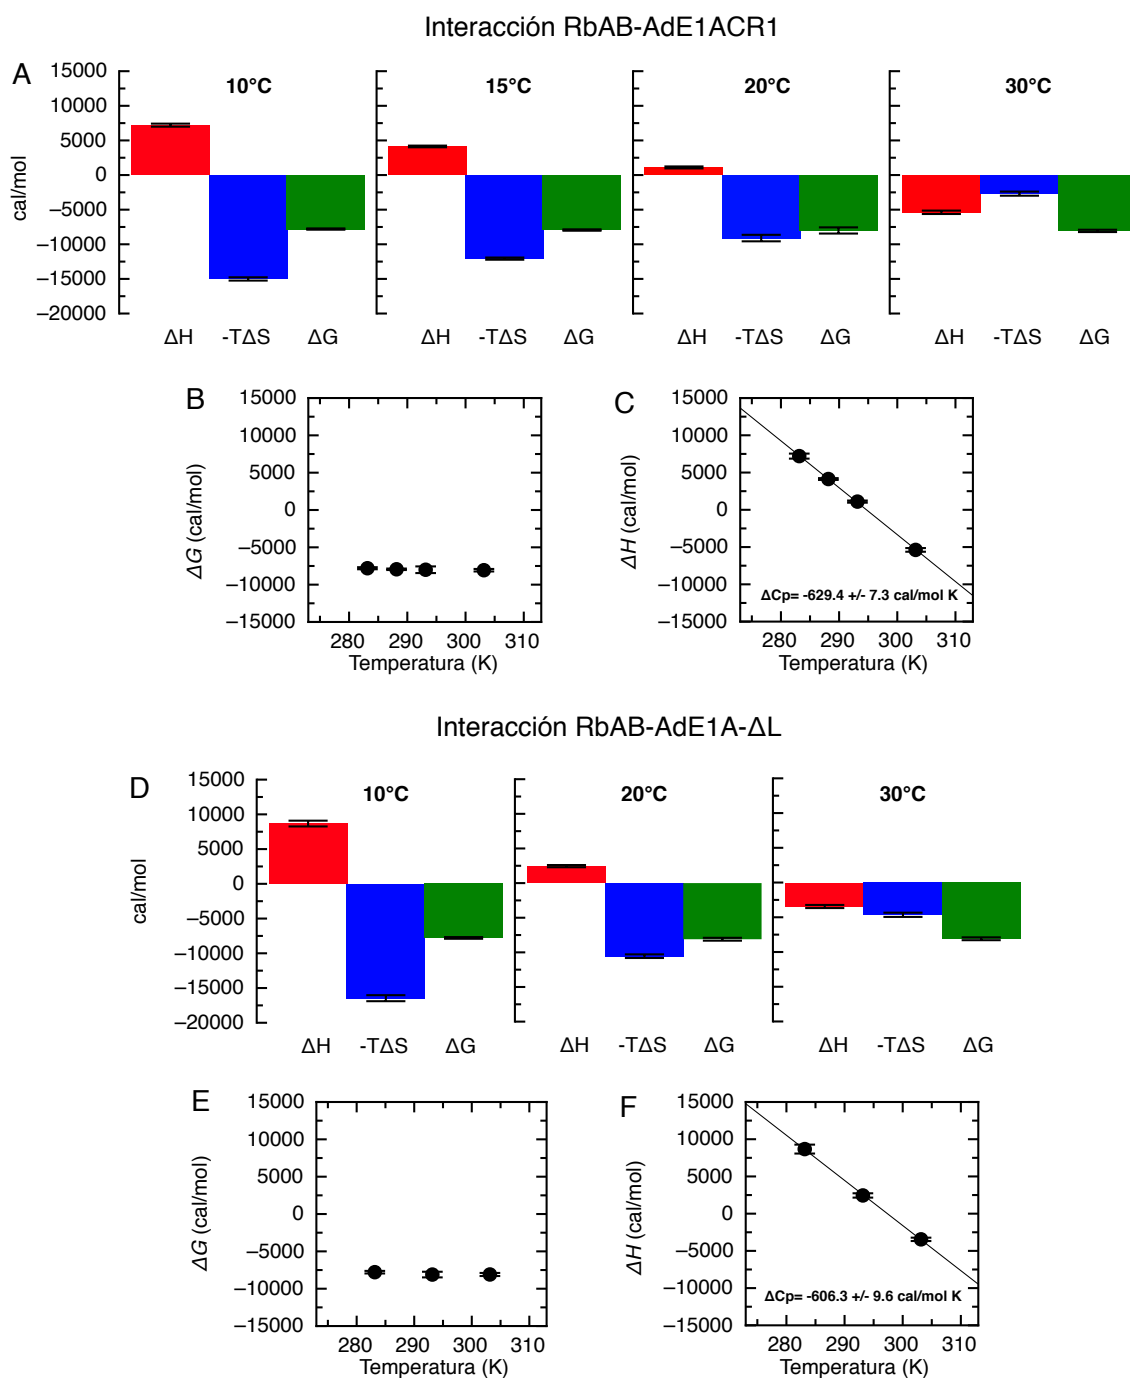 Interacción RbAB-AdE1ACR1
A
10°C 15°C 20°C 30°C
cal/mol
15000
10000
5000
0
−5000
−10000
−15000
−20000
ΔH -TΔS ΔG ΔH -TΔS ΔG ΔH -TΔS ΔG ΔH -TΔS ΔG
B
ΔG (cal/mol)
15000
10000
5000
0
−5000
−10000
−15000
280 290 300 310
Temperatura (K)
C
ΔH (cal/mol)
15000
10000
5000
0
−5000
−10000
−15000
ΔCp= -629.4 +/- 7.3 cal/mol K
280 290 300 310
Temperatura (K)
Interacción RbAB-AdE1A-ΔL
D
10°C 20°C 30°C
cal/mol
15000
10000
5000
0
−5000
−10000
−15000
−20000
ΔH -TΔS ΔG ΔH -TΔS ΔG ΔH -TΔS ΔG
E
ΔG (cal/mol)
15000
10000
5000
0
−5000
−10000
−15000
280 290 300 310
Temperatura (K)
F
ΔH (cal/mol)
15000
10000
5000
0
−5000
−10000
−15000
ΔCp= -606.3 +/- 9.6 cal/mol K
280 290 300 310
Temperatura (K)